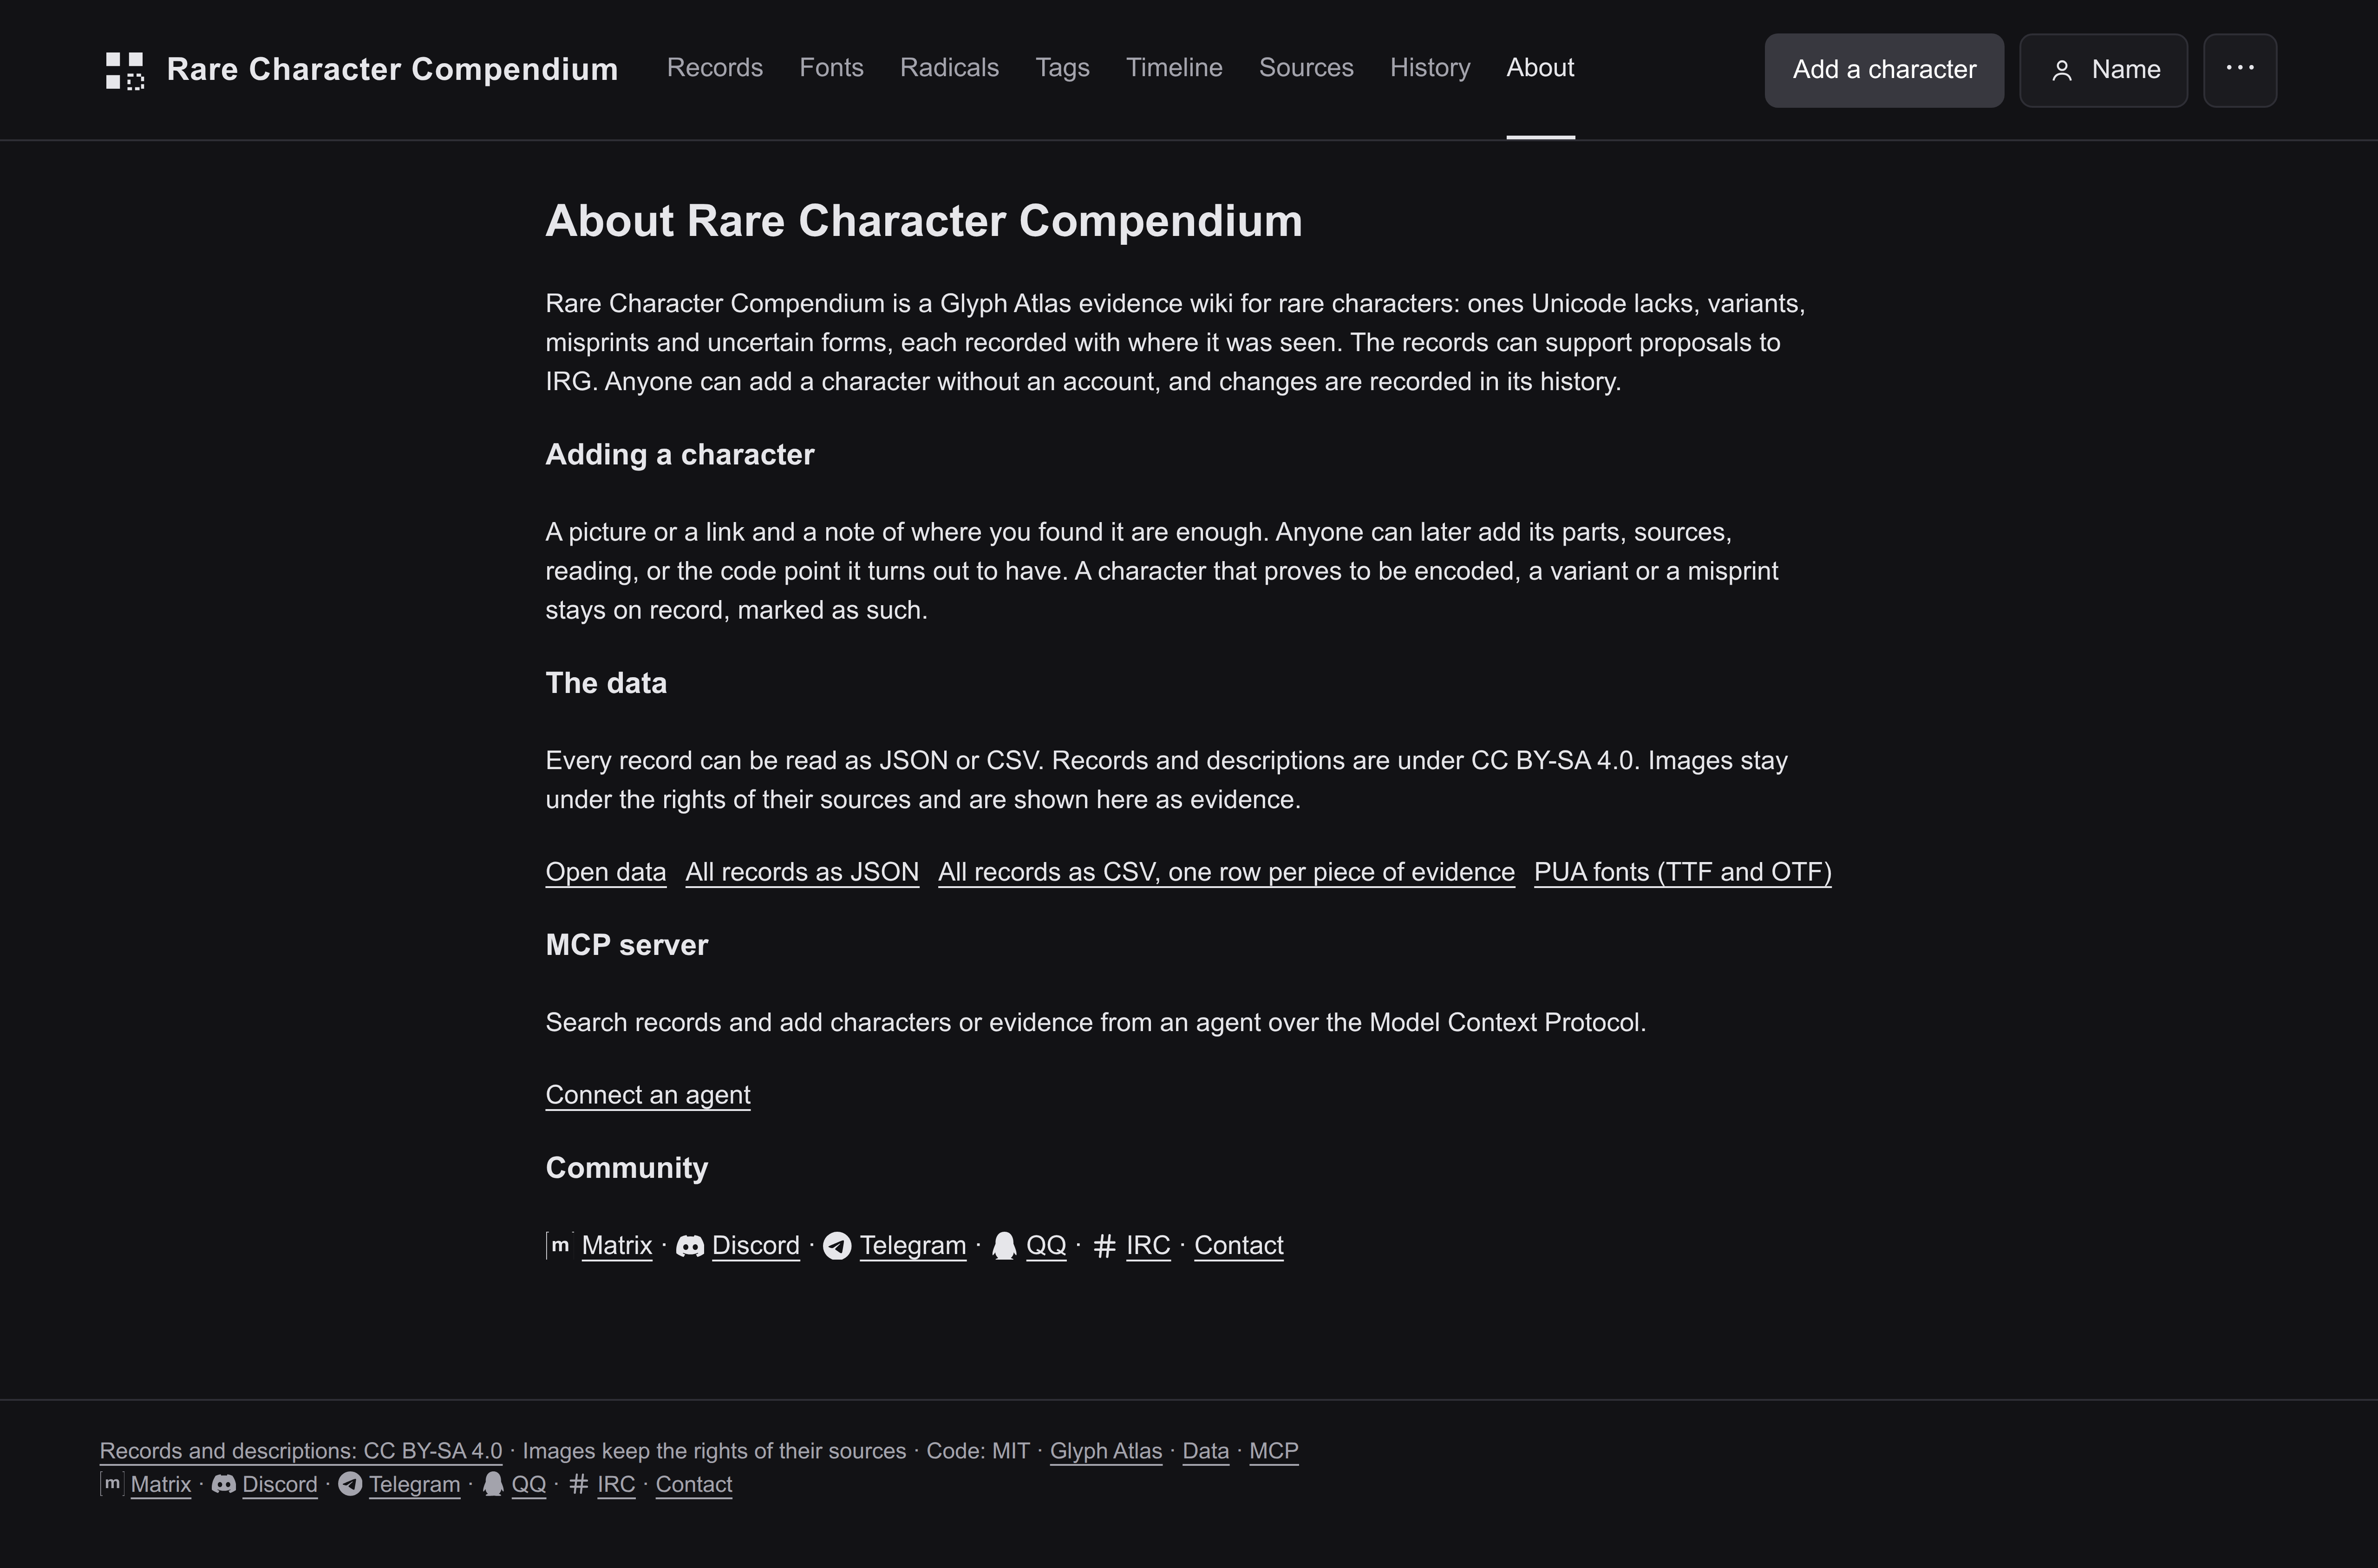 Rare Character Compendium Records Fonts Radicals Tags Timeline Sources History About Add a character Name ...
About Rare Character Compendium
Rare Character Compendium is a Glyph Atlas evidence wiki for rare characters: ones Unicode lacks, variants,
misprints and uncertain forms, each recorded with where it was seen. The records can support proposals to
IRG. Anyone can add a character without an account, and changes are recorded in its history.
Adding a character
A picture or a link and a note of where you found it are enough. Anyone can later add its parts, sources,
reading, or the code point it turns out to have. A character that proves to be encoded, a variant or a misprint
stays on record, marked as such.
The data
Every record can be read as JSON or CSV. Records and descriptions are under CC BY-SA 4.0. Images stay
under the rights of their sources and are shown here as evidence.
Open data All records as JSON All records as CSV, one row per piece of evidence PUA fonts (TTF and OTF)
MCP server
Search records and add characters or evidence from an agent over the Model Context Protocol.
Connect an agent
Community
[m] Matrix · Discord · Telegram · QQ · # IRC · Contact
Records and descriptions: CC BY-SA 4.0 · Images keep the rights of their sources · Code: MIT · Glyph Atlas · Data · MCP
[m] Matrix · Discord · Telegram · QQ · # IRC · Contact